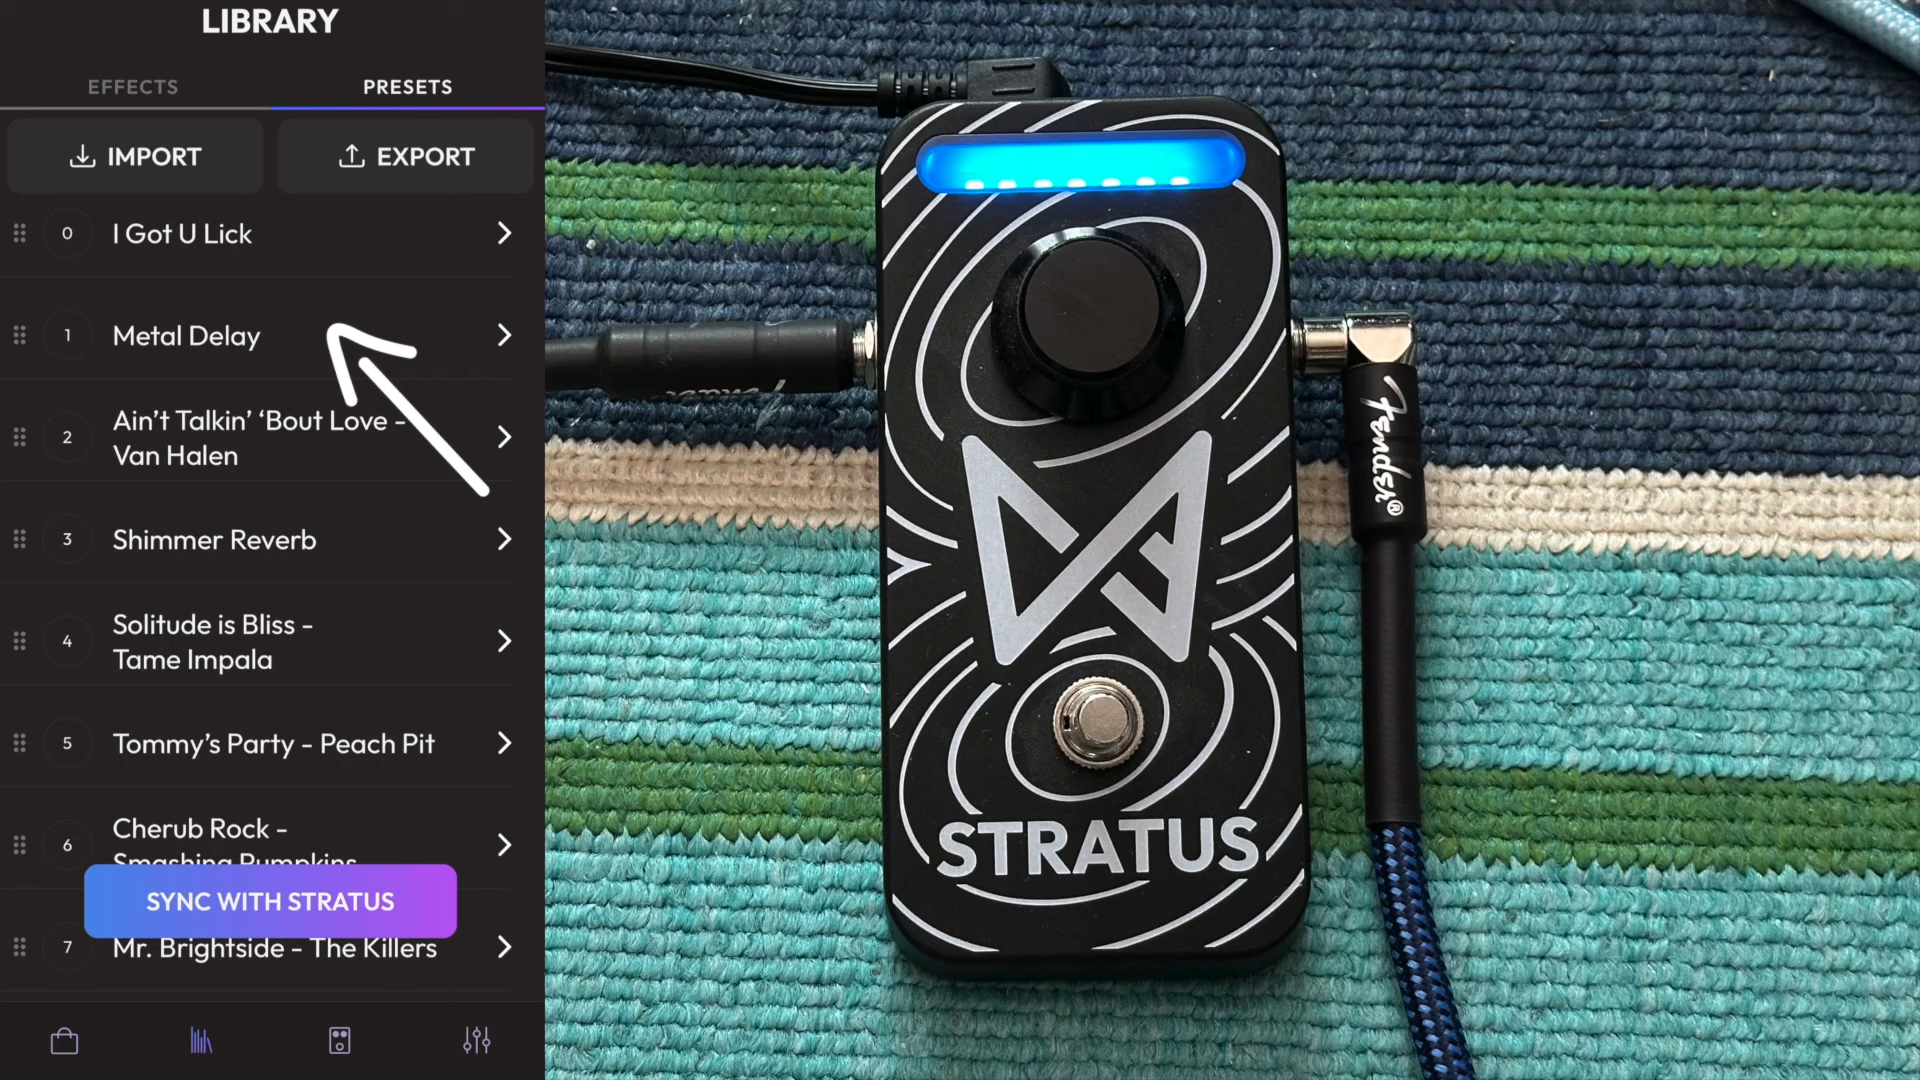 LIBRARY
EFFECTS
PRESETS
IMPORT
EXPORT
0
I Got U Lick
1
Metal Delay
2
Ain’t Talkin’ ‘Bout Love -
Van Halen
3
Shimmer Reverb
4
Solitude is Bliss -
Tame Impala
5
Tommy’s Party - Peach Pit
6
Cherub Rock -
Smashing Pumpkins
SYNC WITH STRATUS
7
Mr. Brightside - The Killers
Fender®
STRATUS